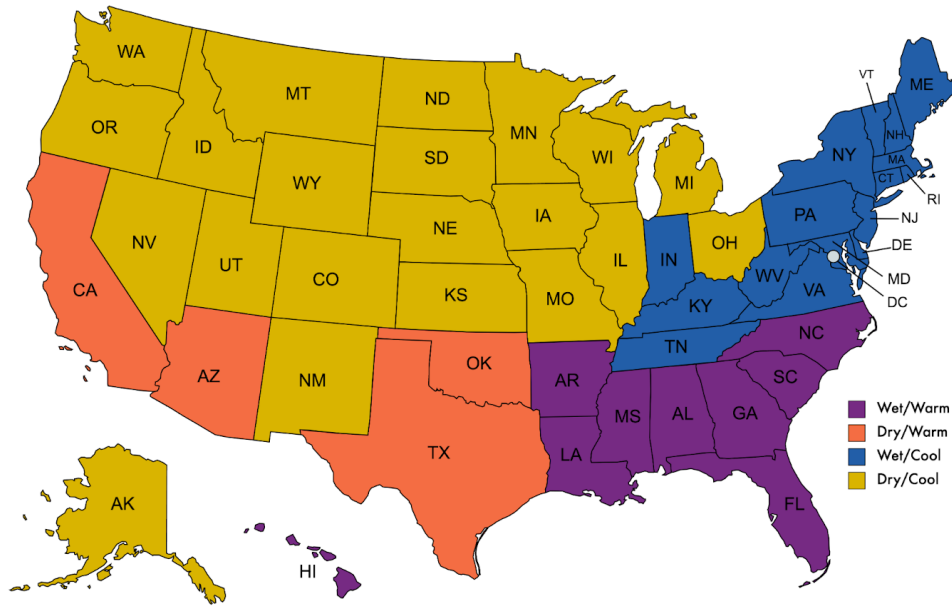 WA
MT
ND
MN
VT
ME
OR
ID
SD
WI
NY
NH
MA
WY
MI
CT
RI
IA
NE
PA
NJ
NV
UT
CO
IL
IN
OH
DE
WV
MD
CA
KS
MO
KY
VA
DC
TN
NC
AZ
NM
OK
AR
SC
MS
AL
GA
TX
LA
FL
AK
HI
Wet/Warm
Dry/Warm
Wet/Cool
Dry/Cool